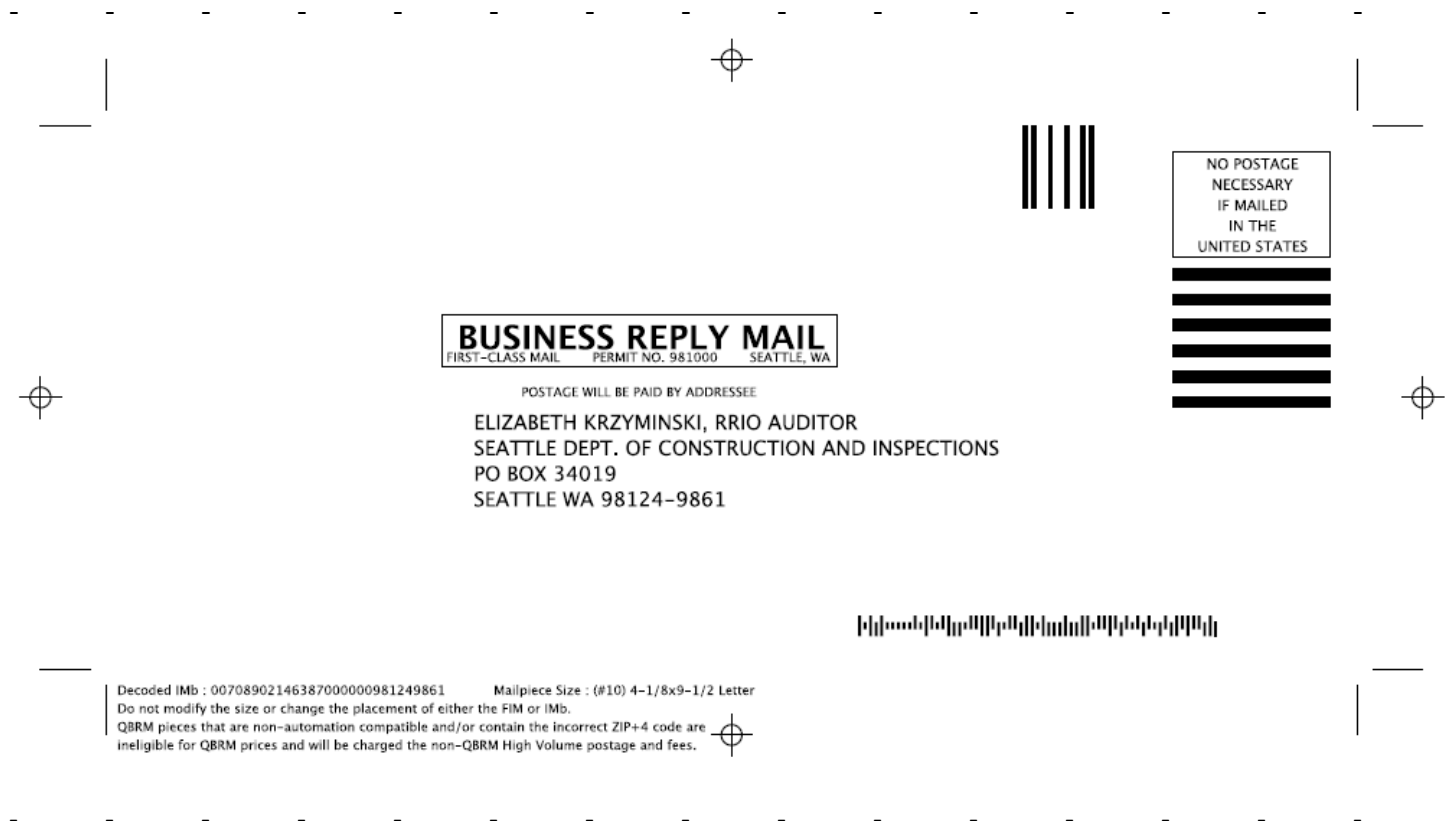 NO POSTAGE
NECESSARY
IF MAILED
IN THE
UNITED STATES
BUSINESS REPLY MAIL
FIRST-CLASS MAIL PERMIT NO. 981000 SEATTLE, WA
POSTAGE WILL BE PAID BY ADDRESSEE
ELIZABETH KRZYMINSKI, RRIO AUDITOR
SEATTLE DEPT. OF CONSTRUCTION AND INSPECTIONS
PO BOX 34019
SEATTLE WA 98124-9861
Decoded IMb : 0070890214638700000​0981249861 Mailpiece Size : (#10) 4-1/8x9-1/2 Letter
Do not modify the size or change the placement of either the FIM or IMb.
QBRM pieces that are non-automation compatible and/or contain the incorrect ZIP+4 code are
ineligible for QBRM prices and will be charged the non-QBRM High Volume postage and fees.